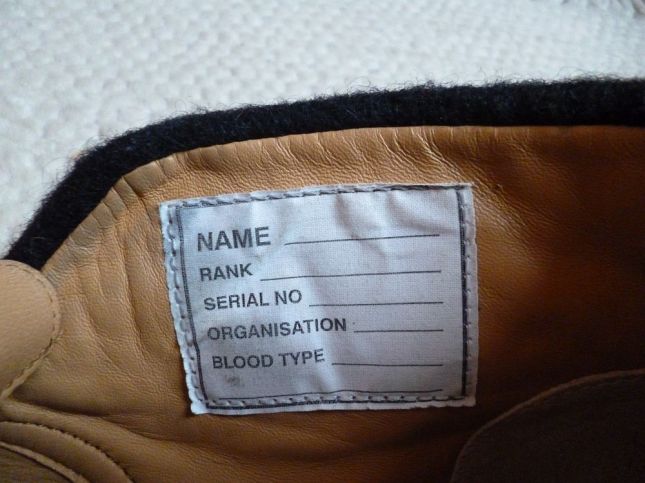 NAME
RANK
SERIAL NO
ORGANISATION
BLOOD TYPE